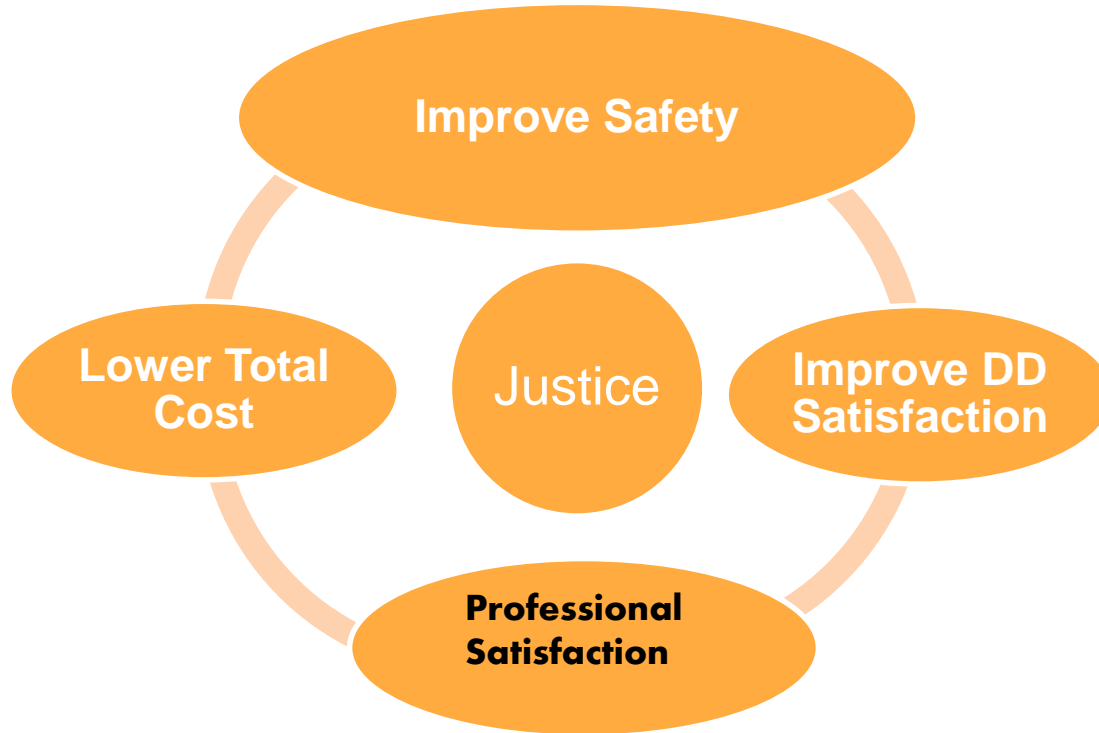 Improve Safety
Lower Total
Cost
Justice
Improve DD
Satisfaction
Professional
Satisfaction